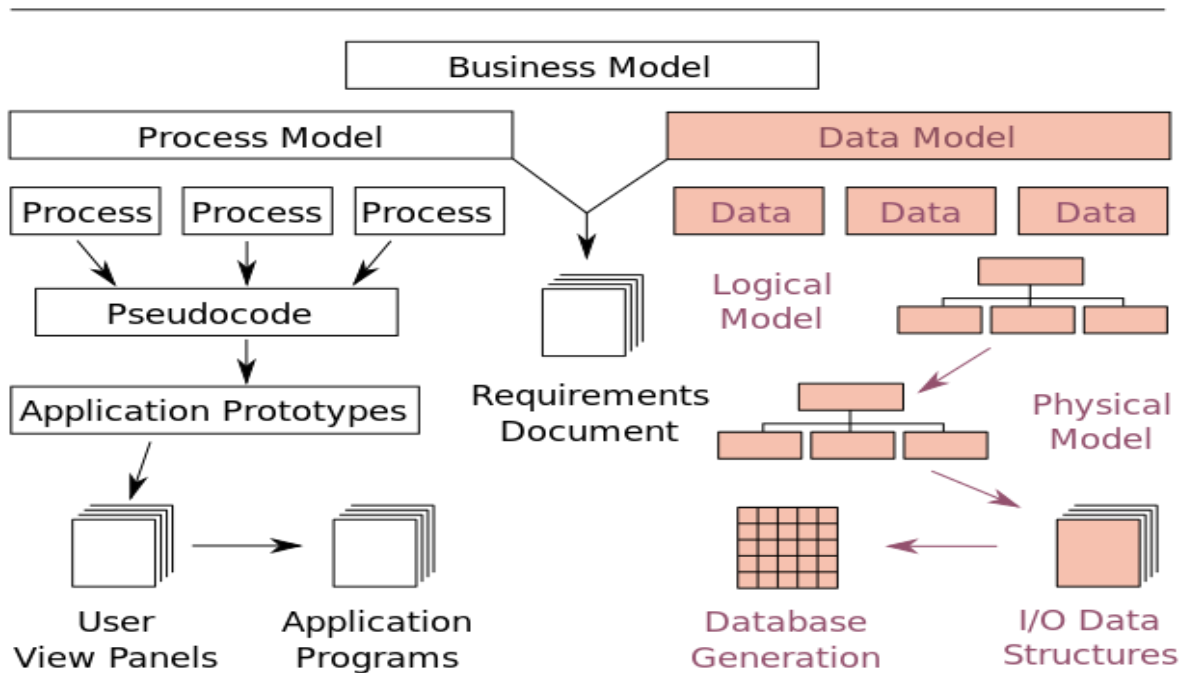 Business Model
Process Model
Data Model
Process
Process
Process
Data
Data
Data
Pseudocode
Logical
Model
Application Prototypes
Requirements
Document
Physical
Model
User
View Panels
Application
Programs
Database
Generation
I/O Data
Structures